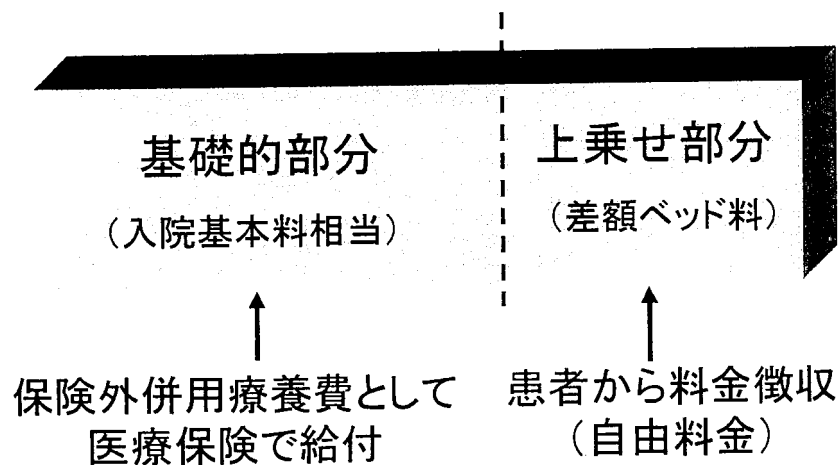 基礎的部分
(入院基本料相当)
上乗せ部分
(差額ベッド料)
保険外併用療養費として
医療保険で給付
患者から料金徴収
(自由料金)